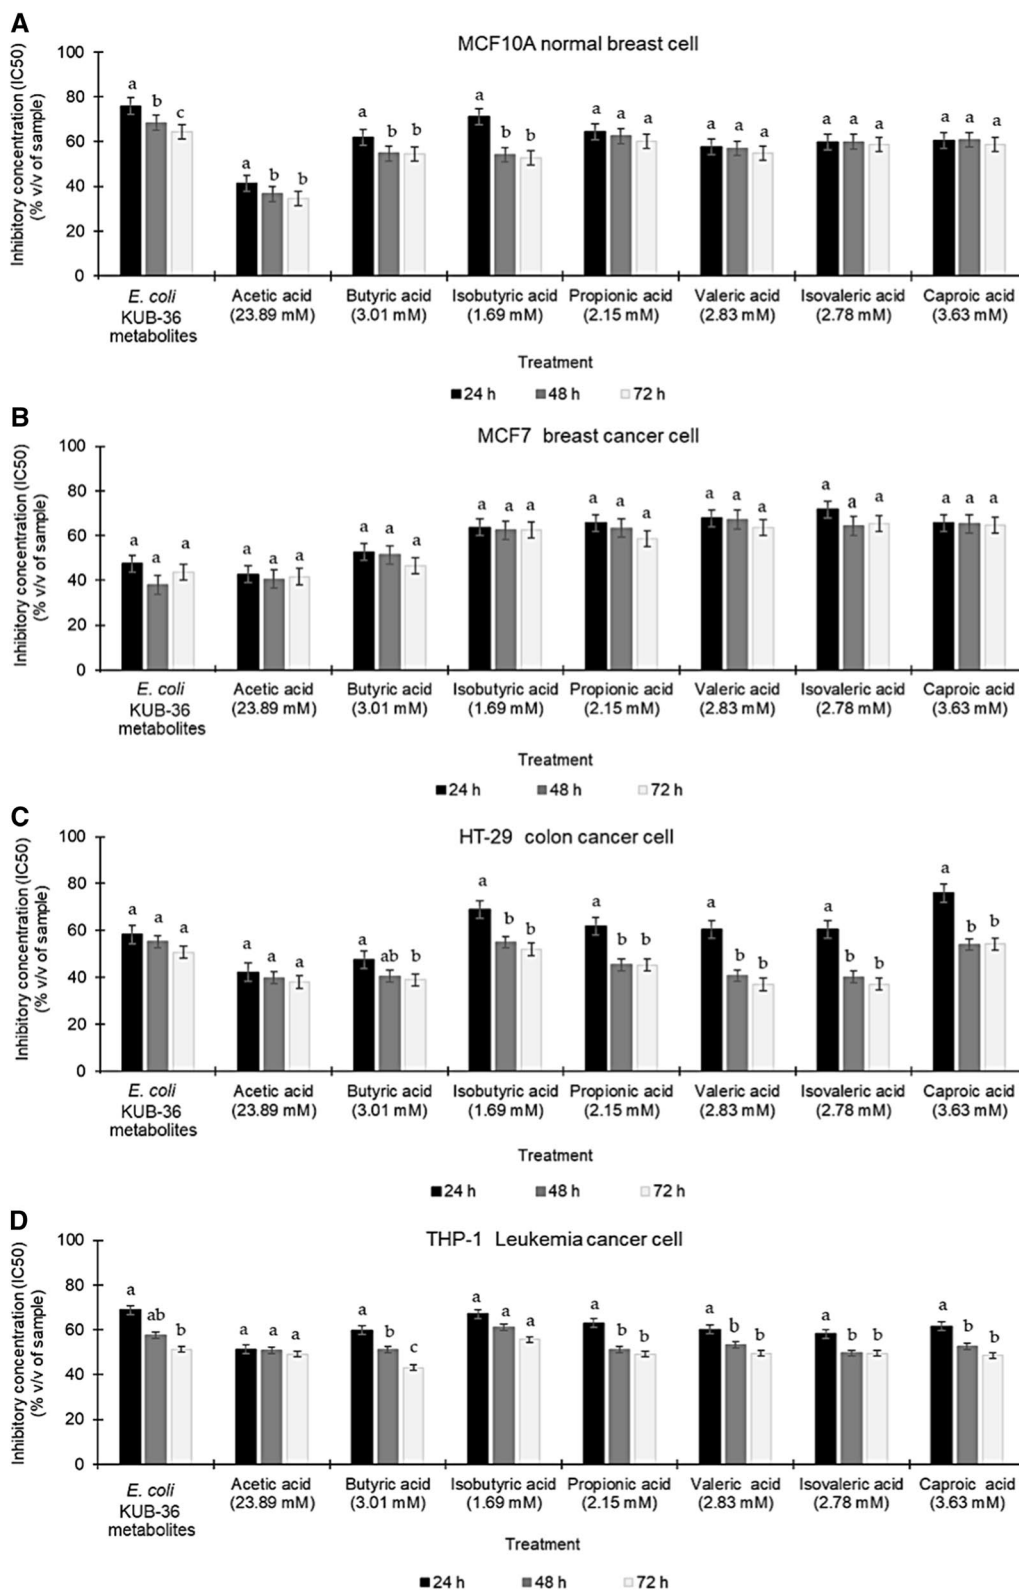 A
MCF10A normal breast cell
Inhibitory concentration (IC50)
(% v/v of sample)
100
80
60
40
20
0
a b c
a b b
a b b
a b b
a a a
a a a
a a a
a a a
E. coli
KUB-36
metabolites
Acetic acid
(23.89 mM)
Butyric acid
(3.01 mM)
Isobutyric acid
(1.69 mM)
Propionic acid
(2.15 mM)
Valeric acid
(2.83 mM)
Isovaleric acid
(2.78 mM)
Caproic acid
(3.63 mM)
Treatment
24 h 48 h 72 h
B
MCF7 breast cancer cell
Inhibitory concentration (IC50)
(% v/v of sample)
100
80
60
40
20
0
a a a
a a a
a a a
a a a
a a a
a a a
a a a
a a a
E. coli
KUB-36
metabolites
Acetic acid
(23.89 mM)
Butyric acid
(3.01 mM)
Isobutyric acid
(1.69 mM)
Propionic acid
(2.15 mM)
Valeric acid
(2.83 mM)
Isovaleric acid
(2.78 mM)
Caproic acid
(3.63 mM)
Treatment
24 h 48 h 72 h
C
HT-29 colon cancer cell
Inhibitory concentration (IC50)
(% v/v of sample)
100
80
60
40
20
0
a a a
a a a
a ab b
a b b
a b b
a b b
a b b
a b b
E. coli
KUB-36
metabolites
Acetic acid
(23.89 mM)
Butyric acid
(3.01 mM)
Isobutyric acid
(1.69 mM)
Propionic acid
(2.15 mM)
Valeric acid
(2.83 mM)
Isovaleric acid
(2.78 mM)
Caproic acid
(3.63 mM)
Treatment
24 h 48 h 72 h
D
THP-1 Leukemia cancer cell
Inhibitory concentration (IC50)
(% v/v of sample)
100
80
60
40
20
0
a ab b
a a a
a b c
a a a
a b b
a b b
a b b
a b b
E. coli
KUB-36
metabolites
Acetic acid
(23.89 mM)
Butyric acid
(3.01 mM)
Isobutyric acid
(1.69 mM)
Propionic acid
(2.15 mM)
Valeric acid
(2.83 mM)
Isovaleric acid
(2.78 mM)
Caproic acid
(3.63 mM)
Treatment
24 h 48 h 72 h